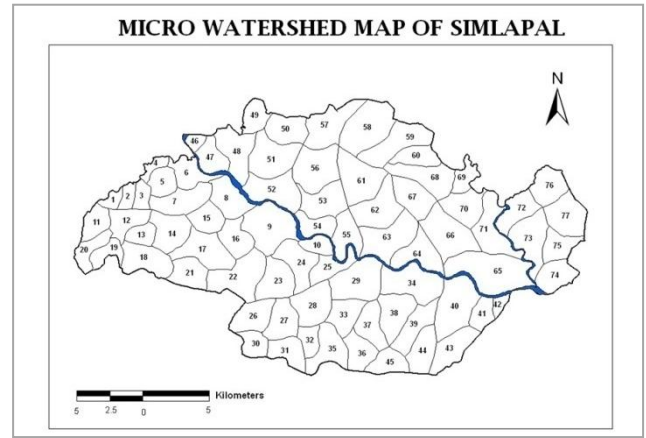 MICRO WATERSHED MAP OF SIMLAPAL
N
49
50 57 58
46 59
47 48 51 60
4 56
5 6 61 68 69 76
1 2 3 7 8 52 53 67 70 72 77
11 12 15 9 54 62 71
13 14 16 10 55 63 66 73 75
20 19 18 17 24 25 64 65 74
21 22 23 29 34
28 40 42
26 27 33 37 38 39 41
30 31 32 35 36 45 44 43
Kilometers
5 2.5 0 5